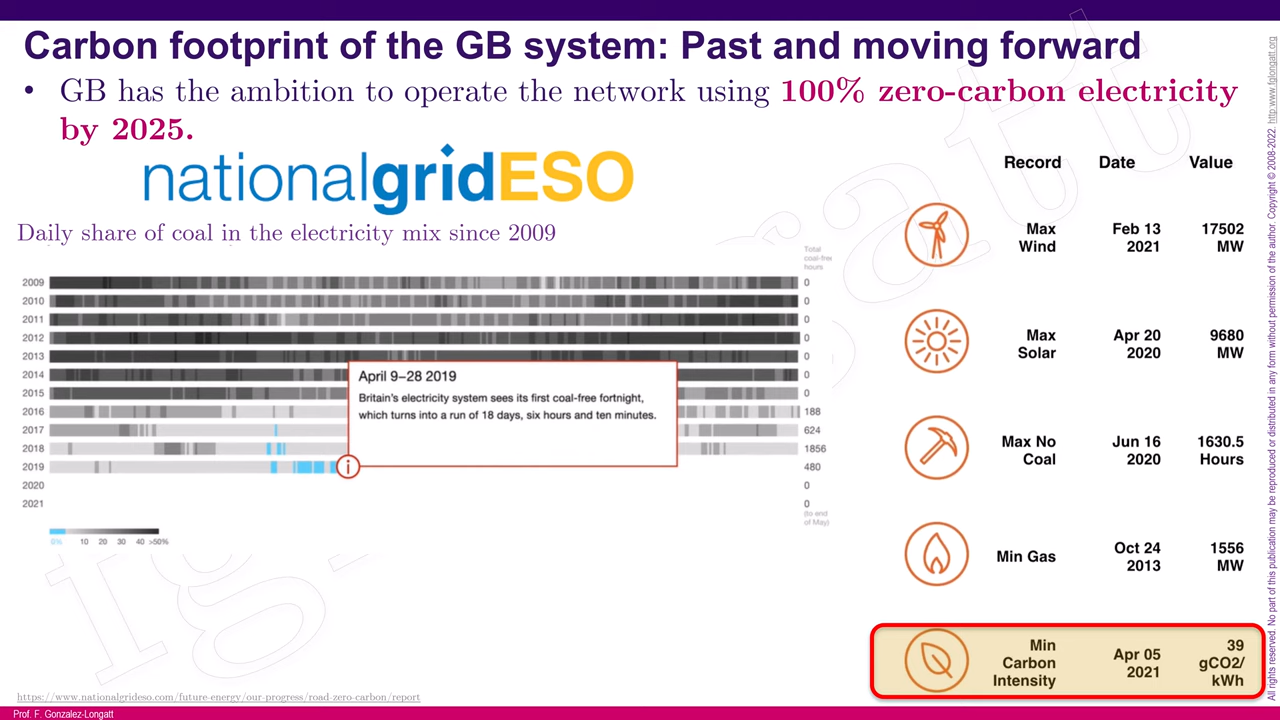 Carbon footprint of the GB system: Past and moving forward
• GB has the ambition to operate the network using 100% zero-carbon electricity
by 2025.
nationalgridESO
Daily share of coal in the electricity mix since 2009
Total
coal-free
hours
2009 0
2010 0
2011 0
2012 0
2013 0
2014 0
2015 0
2016 188
2017 624
2018 1856
2019 480
2020 0
2021 0
(to end
of May)
April 9–28 2019
Britain's electricity system sees its first coal-free fortnight,
which turns into a run of 18 days, six hours and ten minutes.
i
0% 10 20 30 40 >50%
Record Date Value
Max Feb 13 17502
Wind 2021 MW
Max Apr 20 9680
Solar 2020 MW
Max No Jun 16 1630.5
Coal 2020 Hours
Min Gas Oct 24 1556
2013 MW
Min Apr 05 39
Carbon 2021 gCO2/
Intensity kWh
https://www.nationalgrideso.com/future-energy/our-progress/road-zero-carbon/report
Prof. F. Gonzalez-Longatt
All rights reserved. No part of this publication may be reproduced or distributed in any form without permission of the author. Copyright © 2008-2022. http:www.fglongatt.org